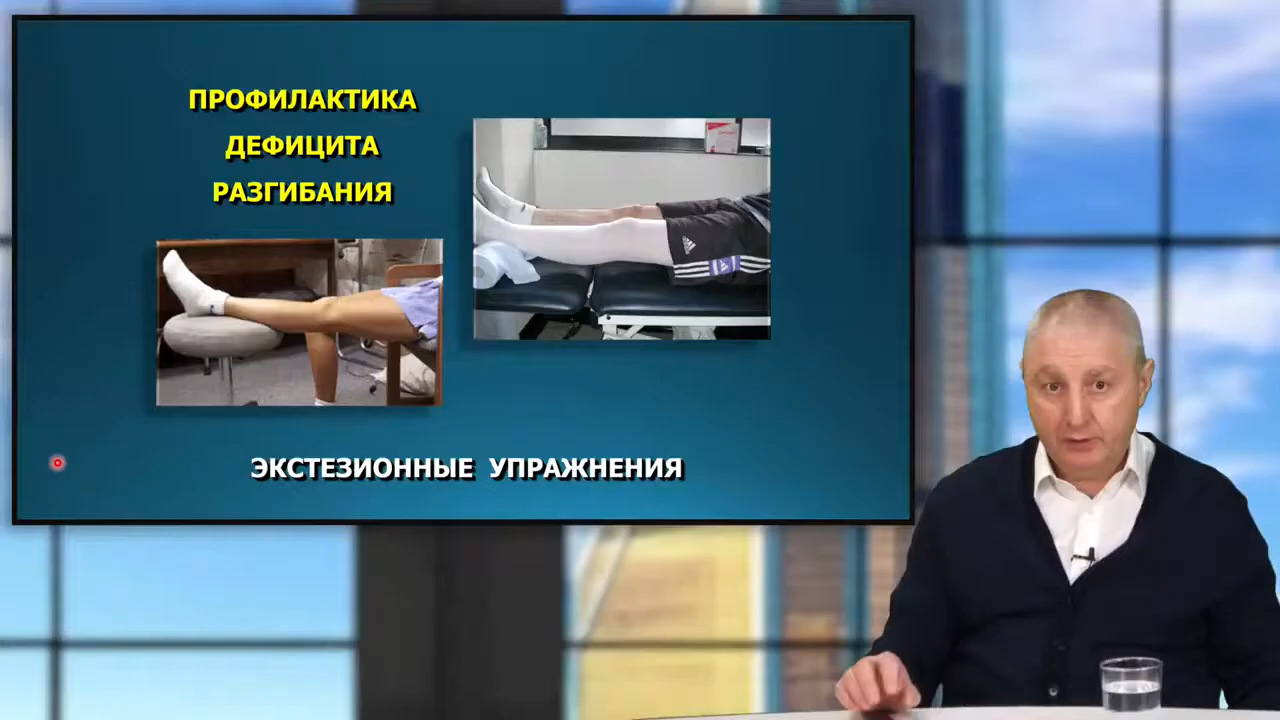 ПРОФИЛАКТИКА
ДЕФИЦИТА
РАЗГИБАНИЯ
ЭКСТЕЗИОННЫЕ УПРАЖНЕНИЯ